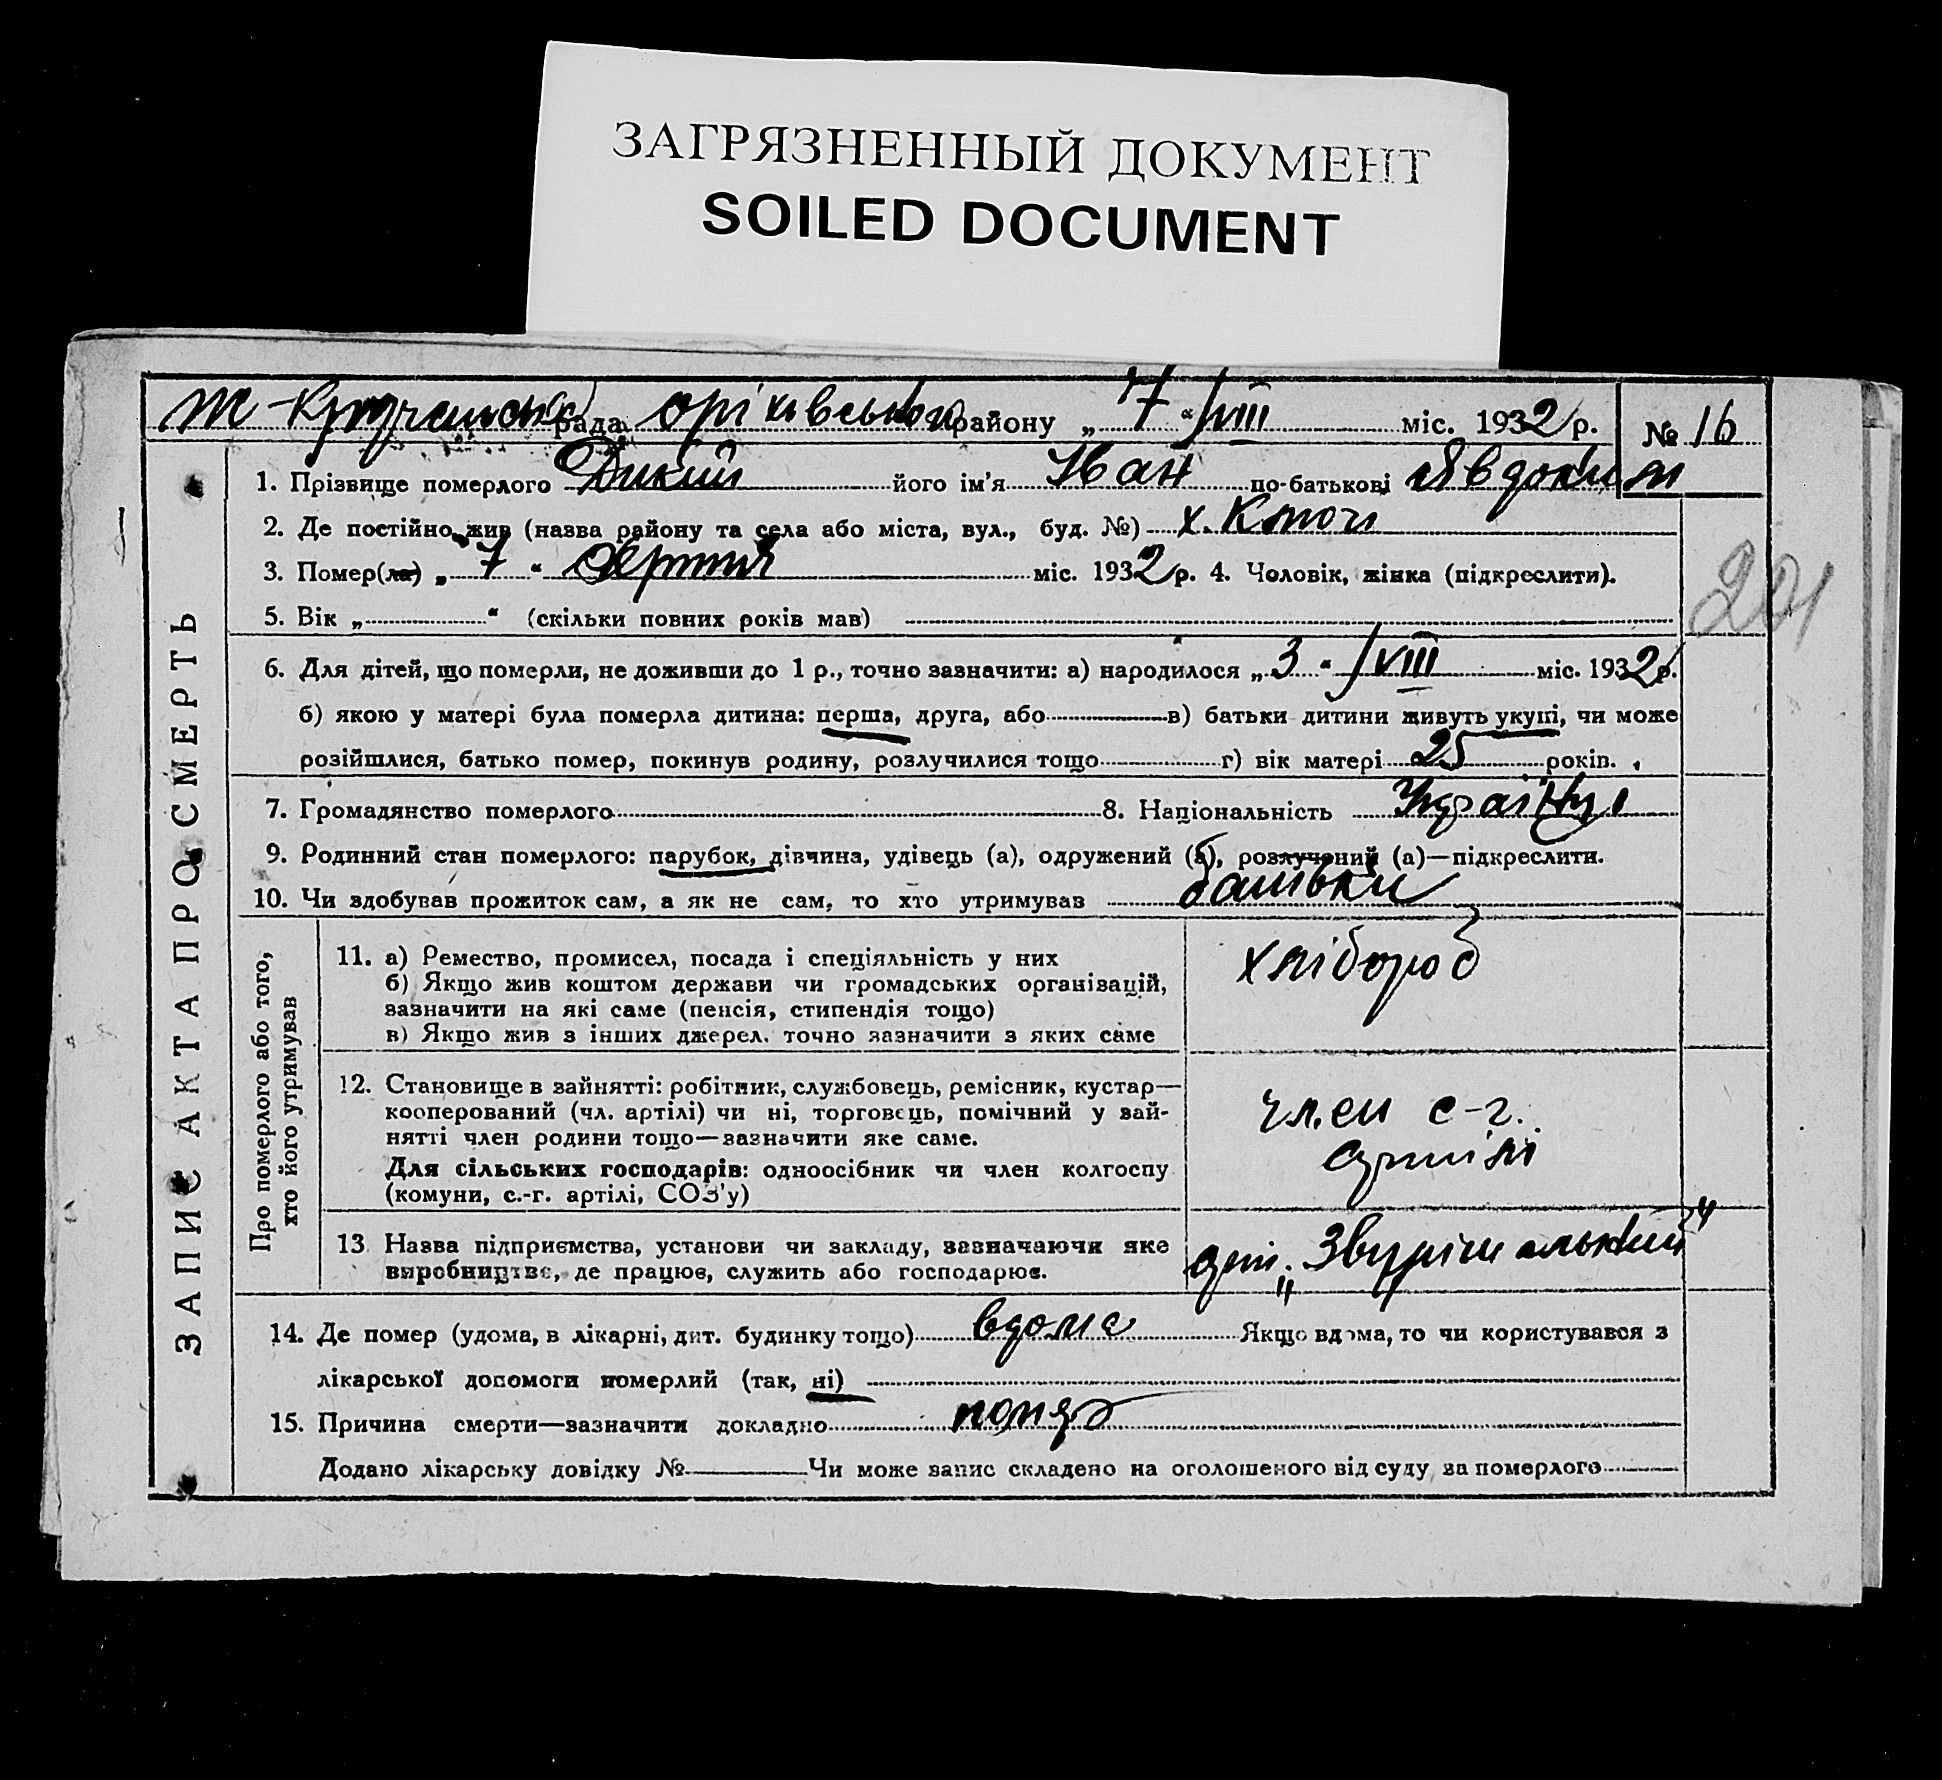 ЗАГРЯЗНЕННЫЙ ДОКУМЕНТ
SOILED DOCUMENT
рада Оріхівського району „ 7 “ / VIII міс. 1932 р. № 16
1. Прізвище померлого Дикий його ім'я Іван по-батькові Явдоким
2. Де постійно жив (назва району та села або міста, вул., буд. №) х. Ключі
3. Помер(ла) „ 7 “ Серпня міс. 1932 р. 4. Чоловік, жінка (підкреслити).
5. Вік „ “ (скільки повних років мав)
6. Для дітей, що померли, не доживши до 1 р., точно зазначити: а) народилося „ 3 “ / VIII міс. 1932 р.
б) якою у матері була померла дитина: перша, друга, або в) батьки дитини живуть укупі, чи може
розійшлися, батько помер, покинув родину, розлучилися тощо г) вік матері 25 років.
7. Громадянство померлого 8. Національність Українці
9. Родинний стан померлого: парубок, дівчина, удівець (а), одружений (а), розлучений (а)—підкреслити.
10. Чи здобував прожиток сам, а як не сам, то хто утримував батьки
ЗАПИС АКТА ПРО СМЕРТЬ
Про померлого або того,
хто його утримував
11. а) Ремество, промисел, посада і спеціяльність у них
б) Якщо жив коштом держави чи громадських організацій,
зазначити на які саме (пенсія, стипендія тощо)
в) Якщо жив з інших джерел. точно зазначити з яких саме
хлібороб
12. Становище в зайнятті: робітник, службовець, ремісник, кустар—
кооперований (чл. артілі) чи ні, торговець, помічний у зай-
нятті член родини тощо—зазначити яке саме.
Для сільських господарів: одноосібник чи член колгоспу
(комуни, с.-г. артілі, СОЗ'у)
член с-г.
артілі
13 Назва підприємства, установи чи закладу, зазначаючи яке
виробництво, де працює, служить або господарює.
14. Де помер (удома, в лікарні, дит. будинку тощо) вдома Якщо вдома, то чи користувався з
лікарської допомоги померлий (так, ні)
15. Причина смерти—зазначити докладно
Додано лікарську довідку № Чи може запис складено на оголошеного від суду за померлого
201